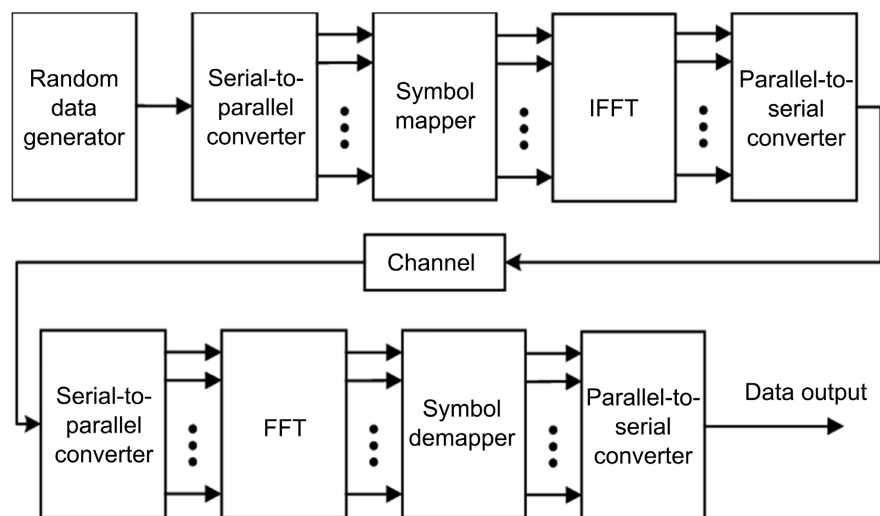 Random
data
generator
Serial-to-
parallel
converter
Symbol
mapper
IFFT
Parallel-to-
serial
converter
Channel
Serial-to-
parallel
converter
FFT
Symbol
demapper
Parallel-to-
serial
converter
Data output